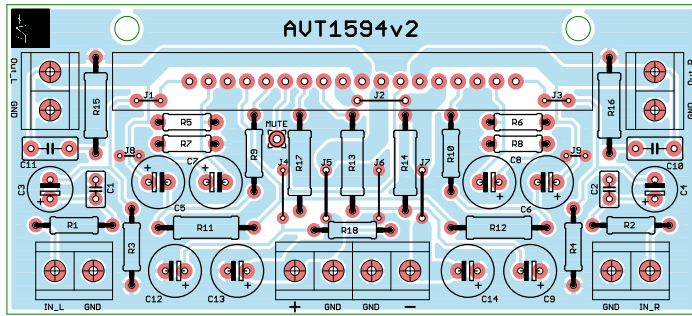 AVT1594v2
Out_L
GND
R15
J1
J2
J3
R16
Out_R
GND
R5
R7
MUTE
R6
R8
C11
J8
R9
R17
R13
R14
R10
J9
C10
C7
J4
J5
J6
J7
C8
C3
C1
C2
C4
C5
C6
R1
R3
R11
R18
R12
R4
R2
IN_L
GND
C12
C13
+
GND
GND
−
C14
C9
GND
IN_R